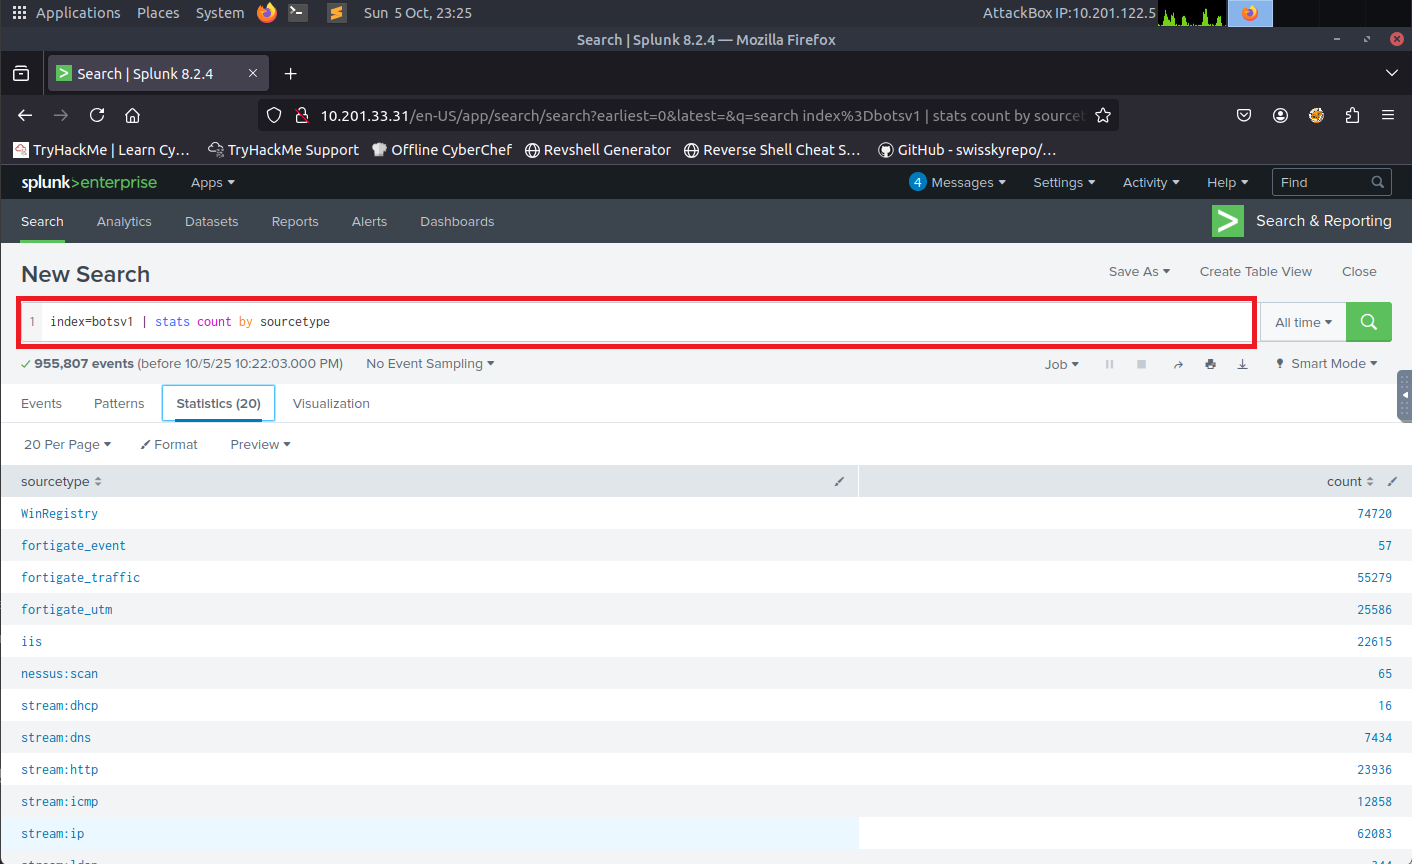 Applications Places System Sun 5 Oct, 23:25 AttackBox IP:10.201.122.5
Search | Splunk 8.2.4 — Mozilla Firefox
Search | Splunk 8.2.4
10.201.33.31/en-US/app/search/search?earliest=0&latest=&q=search index%3Dbotsv1 | stats count by sourcet
TryHackMe | Learn Cy… TryHackMe Support Offline CyberChef Revshell Generator Reverse Shell Cheat S… GitHub - swisskyrepo/…
splunk>enterprise Apps 4 Messages Settings Activity Help Find
Search Analytics Datasets Reports Alerts Dashboards > Search & Reporting
New Search Save As Create Table View Close
1 index=botsv1 | stats count by sourcetype All time
955,807 events (before 10/5/25 10:22:03.000 PM) No Event Sampling Job Smart Mode
Events Patterns Statistics (20) Visualization
20 Per Page Format Preview
sourcetype count
WinRegistry 74720
fortigate_event 57
fortigate_traffic 55279
fortigate_utm 25586
iis 22615
nessus:scan 65
stream:dhcp 16
stream:dns 7434
stream:http 23936
stream:icmp 12858
stream:ip 62083